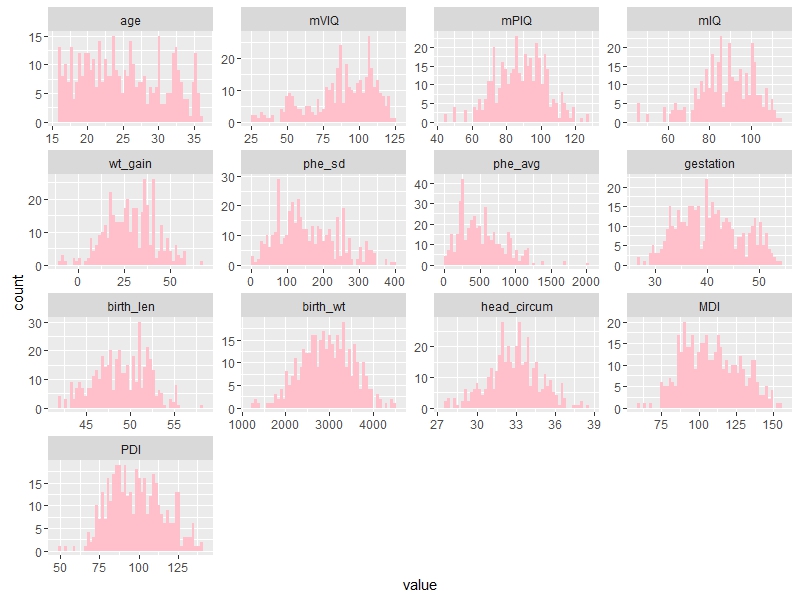 age mVIQ mPIQ mIQ
15 10 5 0 20 10 0 20 15 10 5 0 20 15 10 5 0
15 20 25 30 35 25 50 75 100 125 40 60 80 100 120 60 80 100
wt_gain phe_sd phe_avg gestation
20 10 0 30 20 10 0 40 30 20 10 0 20 15 10 5 0
0 25 50 0 100 200 300 400 0 500 1000 1500 2000 30 40 50
count
birth_len birth_wt head_circum MDI
30 20 10 0 15 10 5 0 20 10 0 20 15 10 5 0
45 50 55 1000 2000 3000 4000 27 30 33 36 39 75 100 125 150
PDI
15 10 5 0
50 75 100 125
value